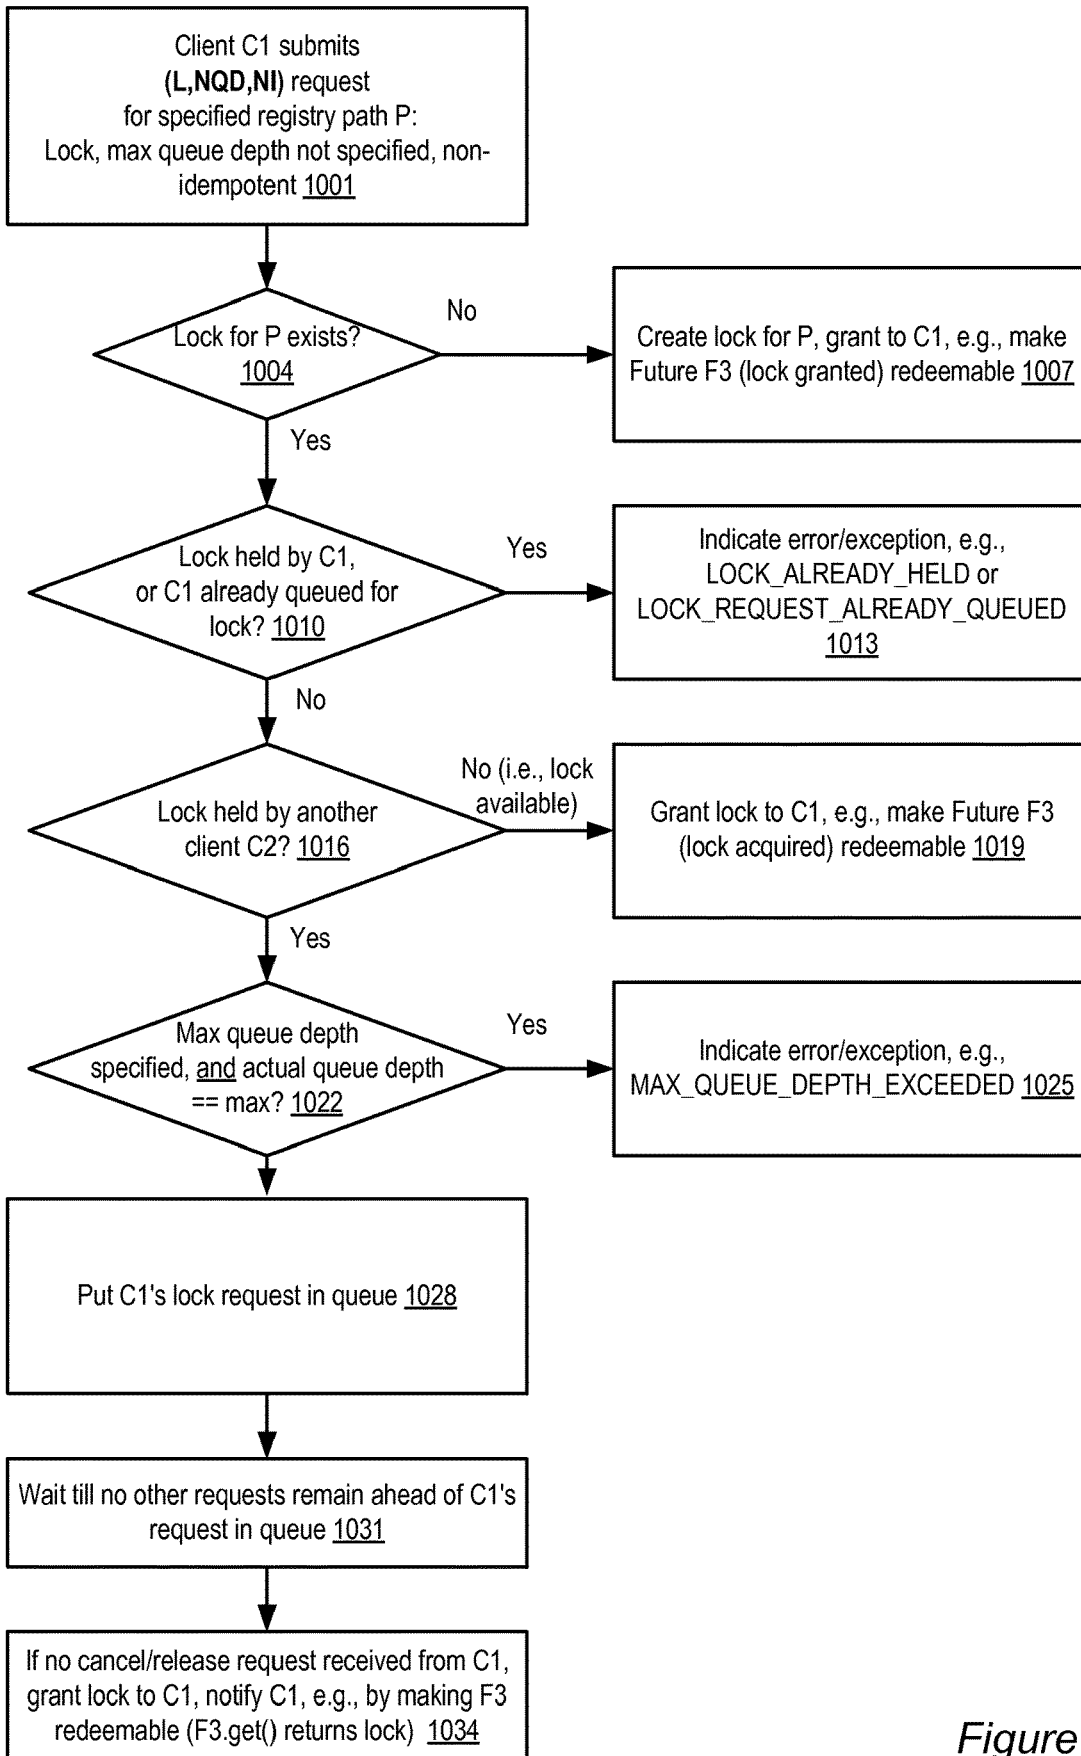 Client C1 submits
(L,NQD,NI) request
for specified registry path P:
Lock, max queue depth not specified, non-
idempotent 1001
No
Lock for P exists?
1004
Create lock for P, grant to C1, e.g., make
Future F3 (lock granted) redeemable 1007
Yes
Lock held by C1,
or C1 already queued for
lock? 1010
Yes
Indicate error/exception, e.g.,
LOCK_ALREADY_HELD or
LOCK_REQUEST_ALREADY_QUEUED
1013
No
Lock held by another
client C2? 1016
No (i.e., lock
available)
Grant lock to C1, e.g., make Future F3
(lock acquired) redeemable 1019
Yes
Max queue depth
specified, and actual queue depth
== max? 1022
Yes
Indicate error/exception, e.g.,
MAX_QUEUE_DEPTH_EXCEEDED 1025
Put C1's lock request in queue 1028
Wait till no other requests remain ahead of C1's
request in queue 1031
If no cancel/release request received from C1,
grant lock to C1, notify C1, e.g., by making F3
redeemable (F3.get() returns lock) 1034
Figure